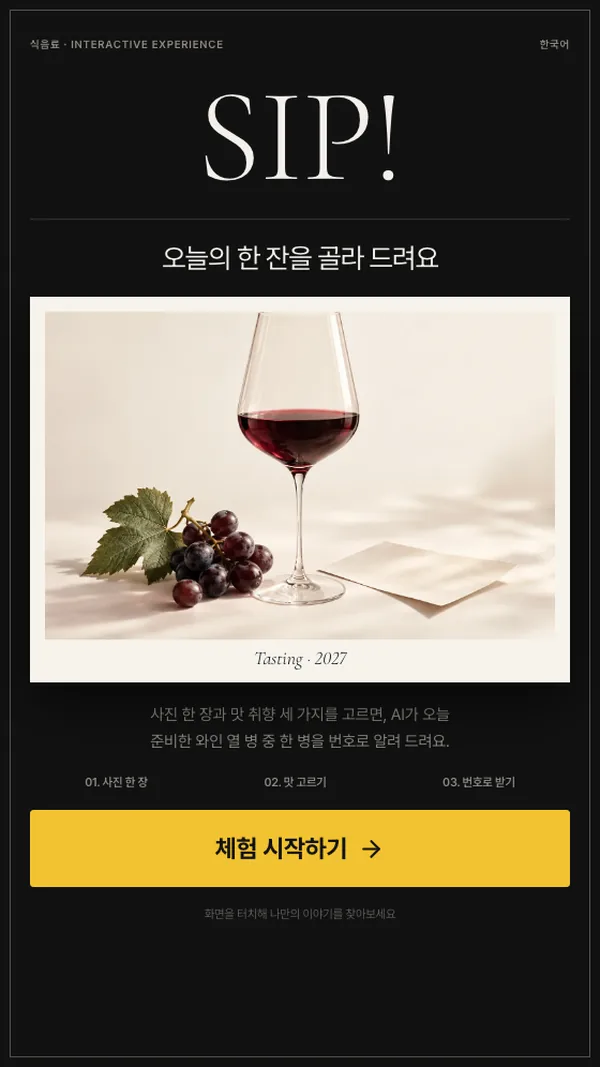 식음료 · INTERACTIVE EXPERIENCE
한국어
SIP!
오늘의 한 잔을 골라 드려요
Tasting · 2027
사진 한 장과 맛 취향 세 가지를 고르면, AI가 오늘
준비한 와인 열 병 중 한 병을 번호로 알려 드려요.
01. 사진 한 장
02. 맛 고르기
03. 번호로 받기
체험 시작하기 →
화면을 터치해 나만의 이야기를 찾아보세요